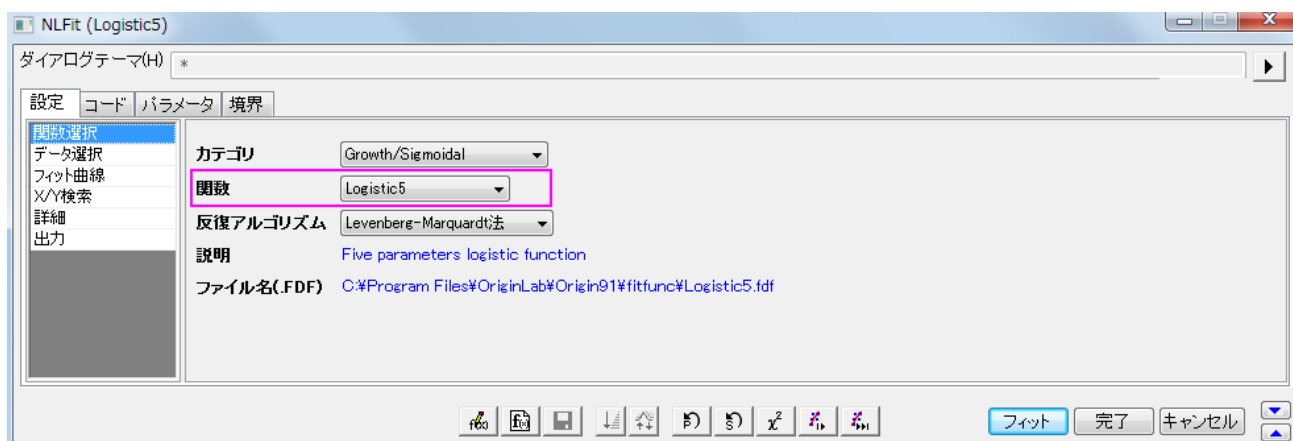 NLFit (Logistic5)
ダイアログテーマ(H) *
設定 コード パラメータ 境界
関数選択
データ選択
フィット曲線
X/Y検索
詳細
出力
カテゴリ Growth/Sigmoidal
関数 Logistic5
反復アルゴリズム Levenberg-Marquardt法
説明 Five parameters logistic function
ファイル名(.FDF) C:¥Program Files¥OriginLab¥Origin91¥fitfunc¥Logistic5.fdf
フィット 完了 キャンセル